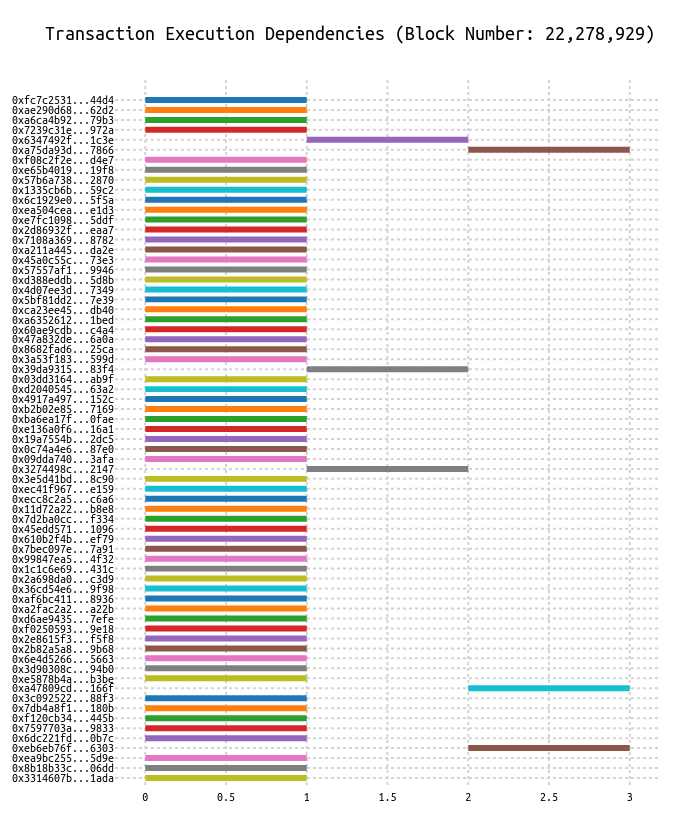 Transaction Execution Dependencies (Block Number: 22,278,929)
0xfc7c2531...44d4
0xae290d68...62d2
0xa6ca4b92...79b3
0x7239c31e...972a
0x6347492f...1c3e
0xa75da93d...7866
0xf08c2f2e...d4e7
0xe65b4019...19f8
0x57b6a738...2870
0x1335cb6b...59c2
0x6c1929e0...5f5a
0xea504cea...e1d3
0xe7fc1098...5ddf
0x2d86932f...eaa7
0x7108a369...8782
0xa211a445...da2e
0x45a0c55c...73e3
0x57557af1...9946
0xd388eddb...5d8b
0x4d07ee3d...7349
0x5bf81dd2...7e39
0xca23ee45...db40
0xa6352612...1bed
0x60ae9cdb...c4a4
0x47a832de...6a0a
0x8682fad6...25ca
0x3a53f183...599d
0x39da9315...83f4
0x03dd3164...ab9f
0xd2040545...63a2
0x4917a497...152c
0xb2b02e85...7169
0xba6ea17f...0fae
0xe136a0f6...16a1
0x19a7554b...2dc5
0x0c74a4e6...87e0
0x09dda740...3afa
0x3274498c...2147
0x3e5d41bd...8c90
0xec41f967...e159
0xecc8c2a5...c6a6
0x11d72a22...b8e8
0x7d2ba0cc...f334
0x45edd571...1096
0x610b2f4b...ef79
0x7bec097e...7a91
0x99847ea5...4f32
0x1c1c6e69...431c
0x2a698da0...c3d9
0x36cd54e6...9f98
0xaf6bc411...8936
0xa2fac2a2...a22b
0xd6ae9435...7efe
0xf0250593...9e18
0x2e8615f3...f5f8
0x2b82a5a8...9b68
0x6e4d5266...5663
0x3d90308c...94b0
0xe5878b4a...b3be
0xa47809cd...166f
0x3c092522...88f3
0x7db4a8f1...180b
0xf120cb34...445b
0x7597703a...9833
0x6dc221fd...0b7c
0xeb6eb76f...6303
0xea9bc255...5d9e
0x8b18b33c...06dd
0x3314607b...1ada
0 0.5 1 1.5 2 2.5 3